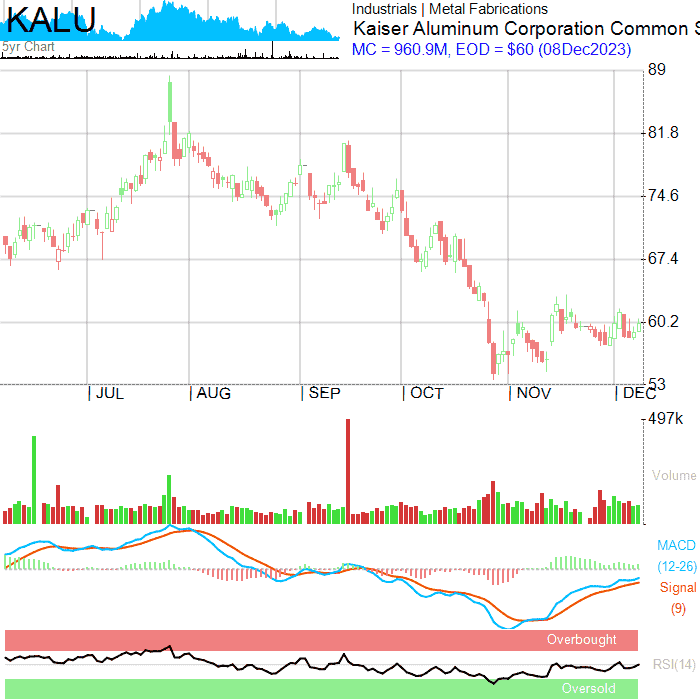 KALU
5yr Chart
Industrials | Metal Fabrications
Kaiser Aluminum Corporation Common S
MC = 960.9M, EOD = $60 (08Dec2023)
89
81.8
74.6
67.4
60.2
53
JUL AUG SEP OCT NOV DEC
497k
Volume
MACD
(12-26)
Signal
(9)
Overbought
RSI(14)
Oversold